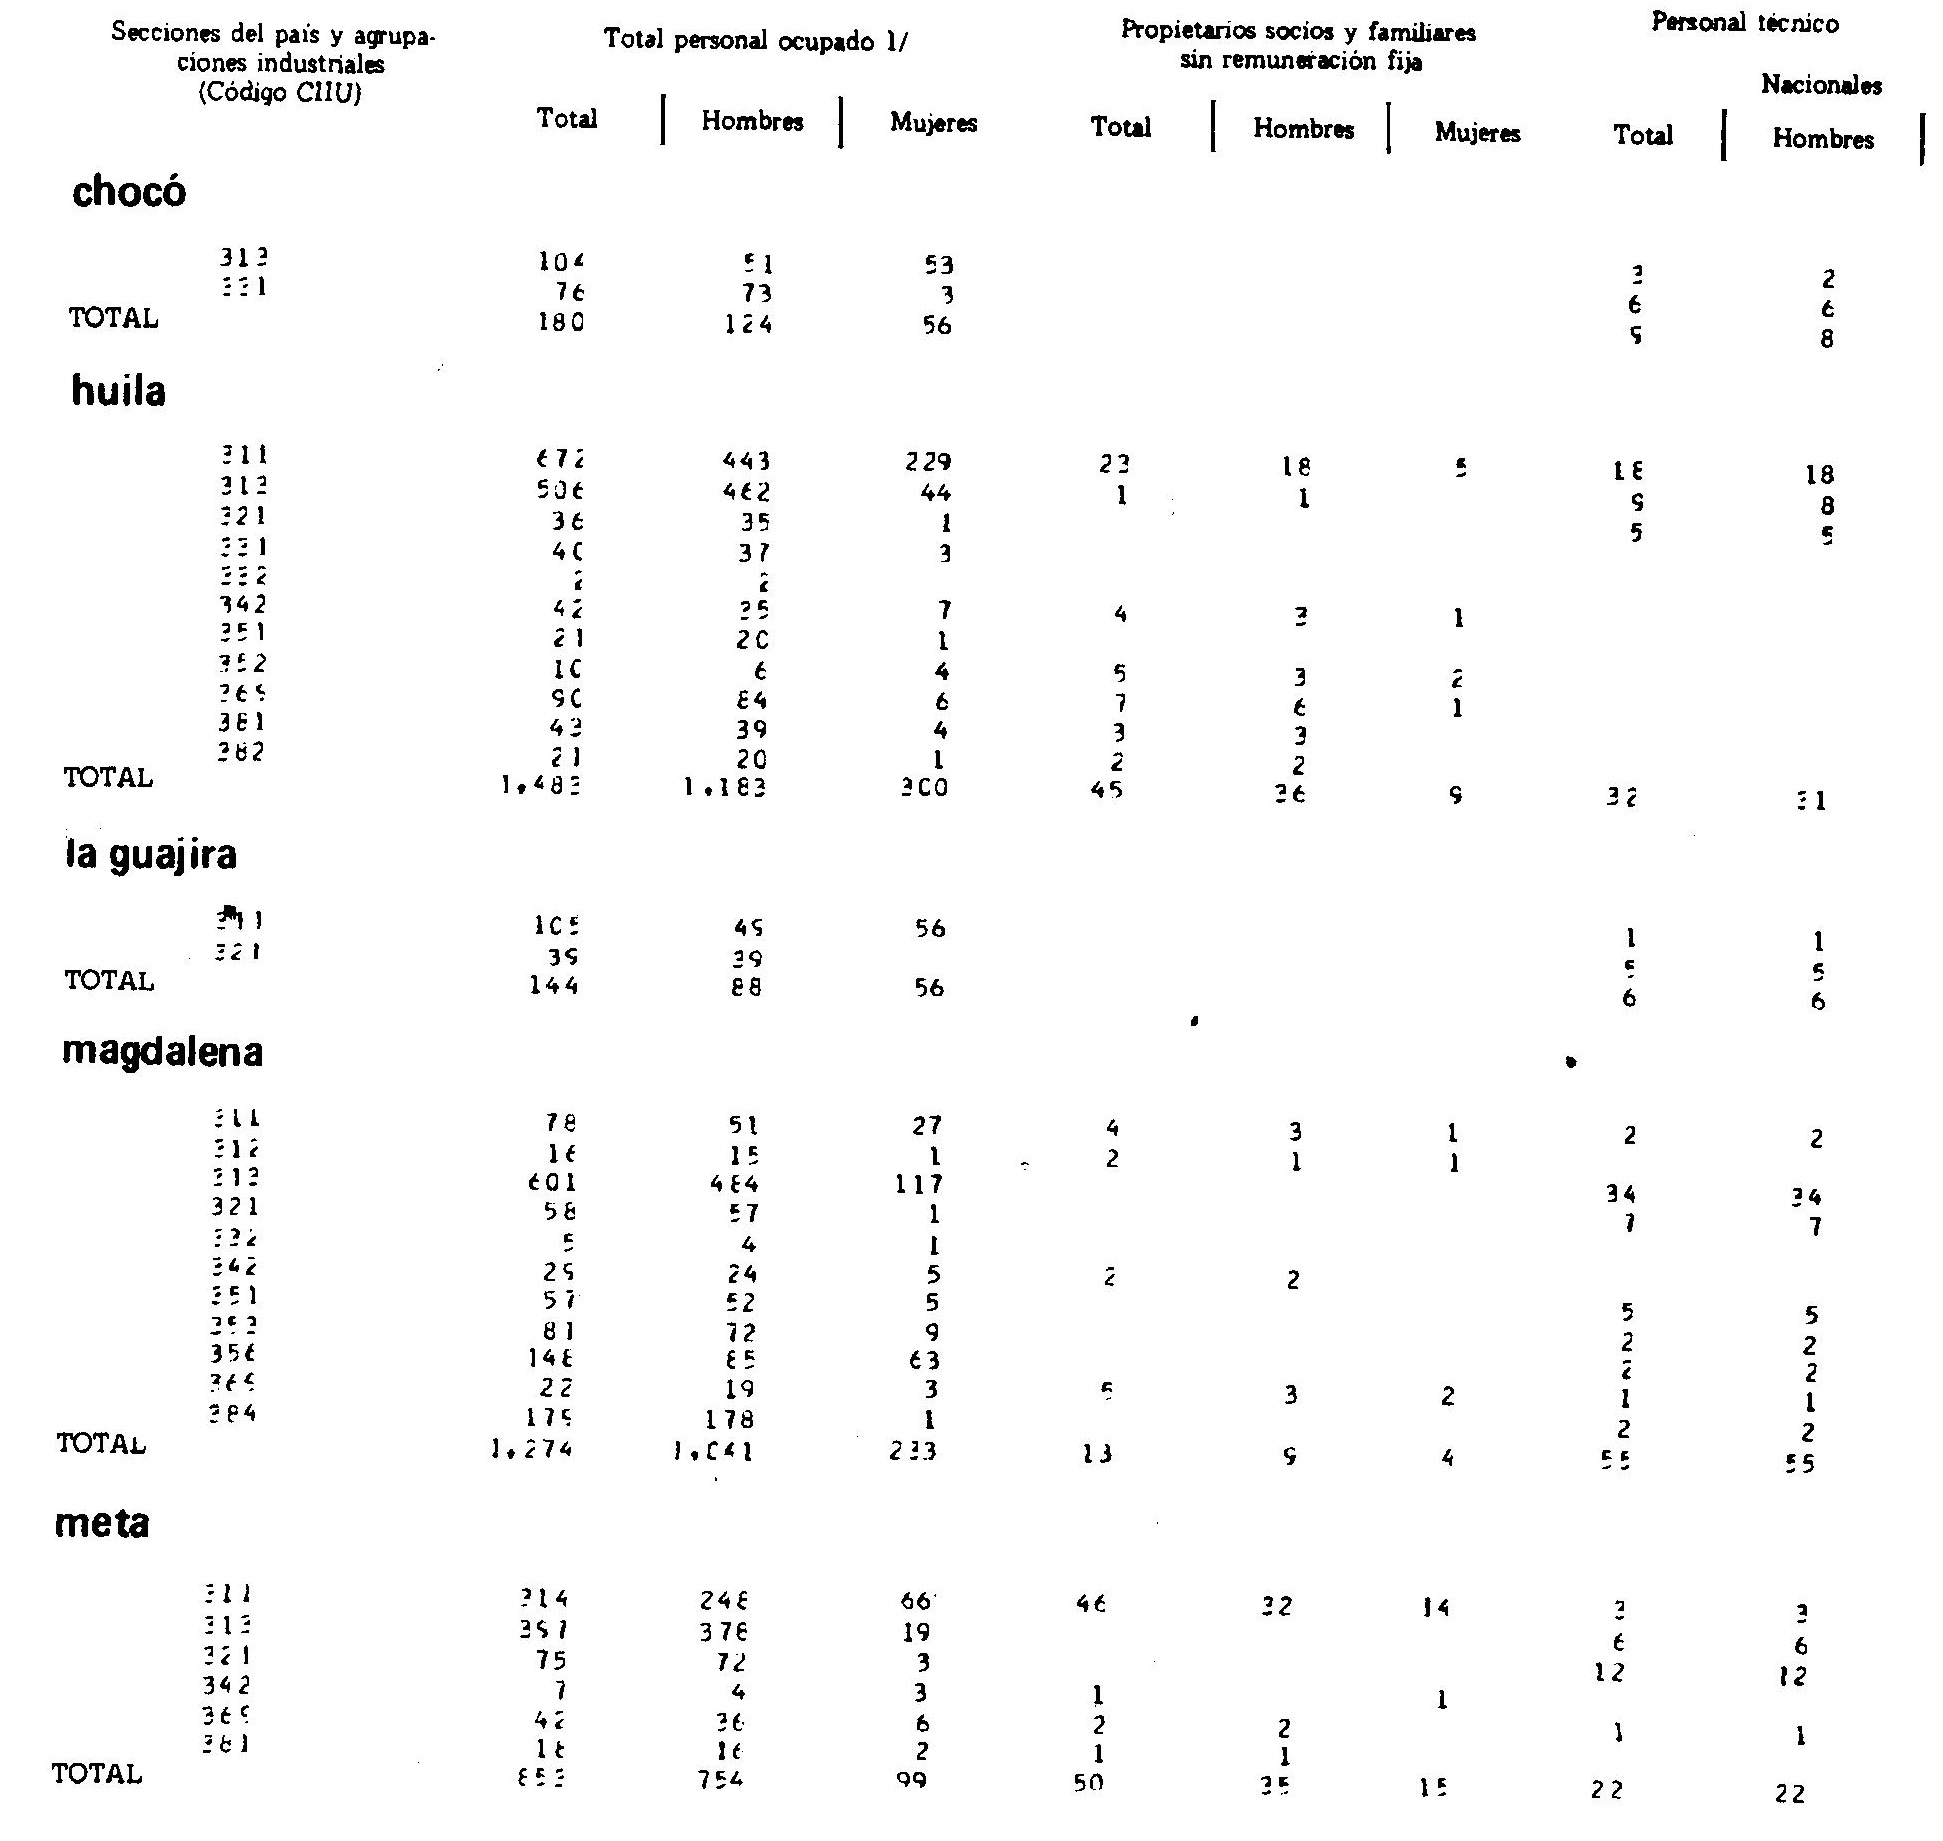 Secciones del país y agrupa-
ciones industriales
(Código CIIU)
Total personal ocupado 1/
Propietarios socios y familiares
sin remuneración fija
Personal técnico
Nacionales
Total | Hombres | Mujeres Total | Hombres | Mujeres Total | Hombres |
chocó
313 104 51 53 3 2
331 76 73 3 6 6
TOTAL 180 124 56 9 8
huila
311 672 443 229 23 18 5 18 18
313 506 462 44 1 1 9 8
321 36 35 1 5 5
331 40 37 3
332 2 2
342 42 35 7 4 3 1
351 21 20 1
352 10 6 4 5 3 2
369 90 84 6 7 6 1
381 43 39 4 3 3
382 21 20 1 2 2
TOTAL 1,483 1,183 300 45 36 9 32 31
la guajira
311 105 49 56 1 1
321 39 39 5 5
TOTAL 144 88 56 6 6
magdalena
311 78 51 27 4 3 1 2 2
312 16 15 1 2 1 1
313 601 484 117 34 34
321 58 57 1 7 7
332 5 4 1
342 29 24 5 2 2
351 57 52 5 5 5
353 81 72 9 2 2
356 148 85 63 2 2
369 22 19 3 5 3 2 1 1
384 179 178 1 2 2
TOTAL 1,274 1,041 233 13 9 4 55 55
meta
311 314 248 66 46 32 14 3 3
313 397 378 19 6 6
321 75 72 3 12 12
342 7 4 3 1 1
369 42 36 6 2 2 1 1
381 18 16 2 1 1
TOTAL 853 754 99 50 35 15 22 22